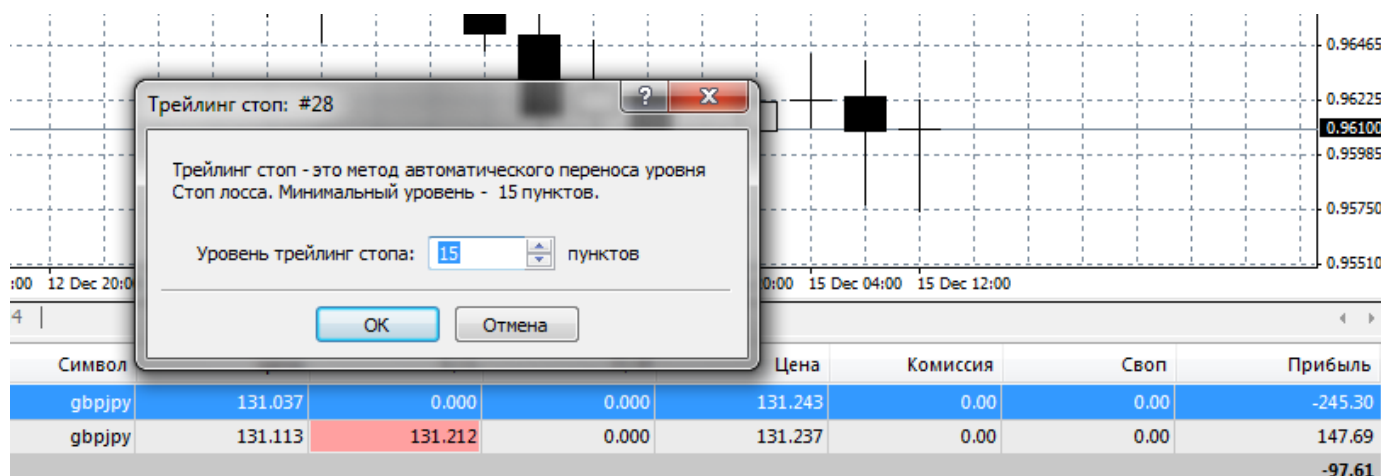 0.96465
Трейлинг стоп: #28
0.96225
0.96100
0.95985
Трейлинг стоп - это метод автоматического переноса уровня
Стоп лосса. Минимальный уровень - 15 пунктов.
0.95750
Уровень трейлинг стопа: 15 пунктов
0.95510
:00 12 Dec 20:0 0:00 15 Dec 04:00 15 Dec 12:00
4
ОК Отмена
Символ Цена Комиссия Своп Прибыль
gbpjpy 131.037 0.000 0.000 131.243 0.00 0.00 -245.30
gbpjpy 131.113 131.212 0.000 131.237 0.00 0.00 147.69
-97.61